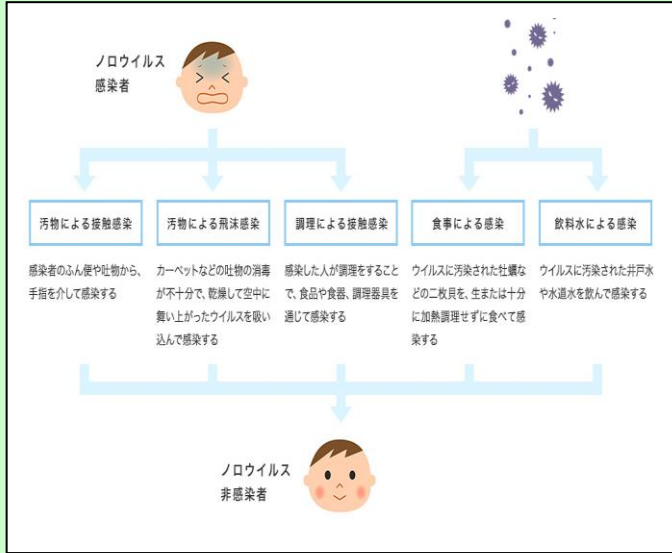 ノロウイルス
感染者
汚物による接触感染
感染者のふん便や吐物から、
手指を介して感染する
汚物による飛沫感染
カーペットなどの吐物の消毒
が不十分で、乾燥して空中に
舞い上がったウイルスを吸い
込んで感染する
調理による接触感染
感染した人が調理をすること
で、食品や食器、調理器具を
通じて感染する
食事による感染
ウイルスに汚染された牡蠣な
どの二枚貝を、生または十分
に加熱調理せずに食べて感
染する
飲料水による感染
ウイルスに汚染された井戸水
や水道水を飲んで感染する
ノロウイルス
非感染者